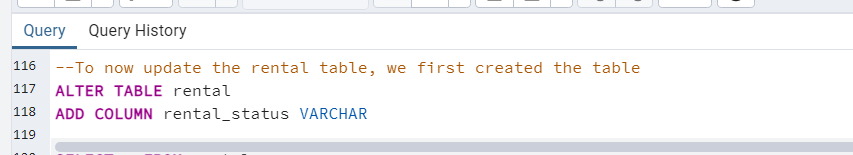 Query Query History
116 --To now update the rental table, we first created the table
117 ALTER TABLE rental
118 ADD COLUMN rental_status VARCHAR
119